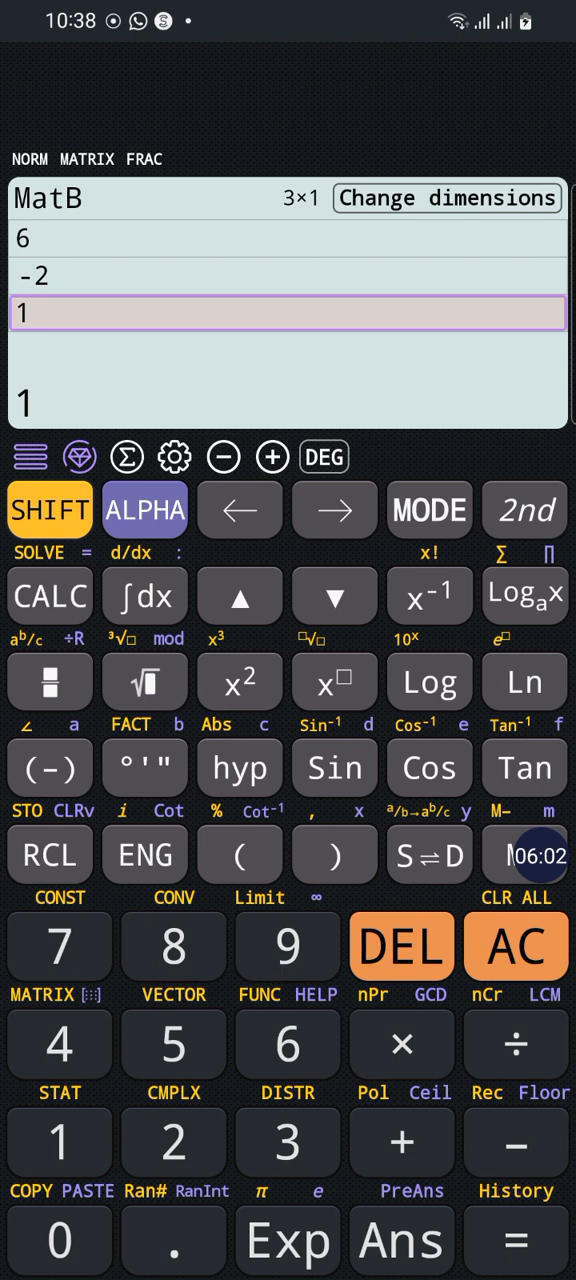 10:38
NORM MATRIX FRAC
MatB 3×1 Change dimensions
6
-2
1
1
DEG
SHIFT ALPHA ← → MODE 2nd
SOLVE = d/dx : x! ∑ ∏
CALC ∫dx ▲ ▼ x⁻¹ Logₐx
aᵇ/c ÷R ³√□ mod x³ □√□ 10ˣ e□
√ x² x□ Log Ln
∠ a FACT b Abs c Sin⁻¹ d Cos⁻¹ e Tan⁻¹ f
(−) °'" hyp Sin Cos Tan
STO CLRv i Cot % Cot⁻¹ , x a/b→aᵇ/c y M− m
RCL ENG ( ) S⇌D 06:02
CONST CONV Limit ∞ CLR ALL
7 8 9 DEL AC
MATRIX VECTOR FUNC HELP nPr GCD nCr LCM
4 5 6 × ÷
STAT CMPLX DISTR Pol Ceil Rec Floor
1 2 3 + −
COPY PASTE Ran# RanInt π e PreAns History
0 . Exp Ans =